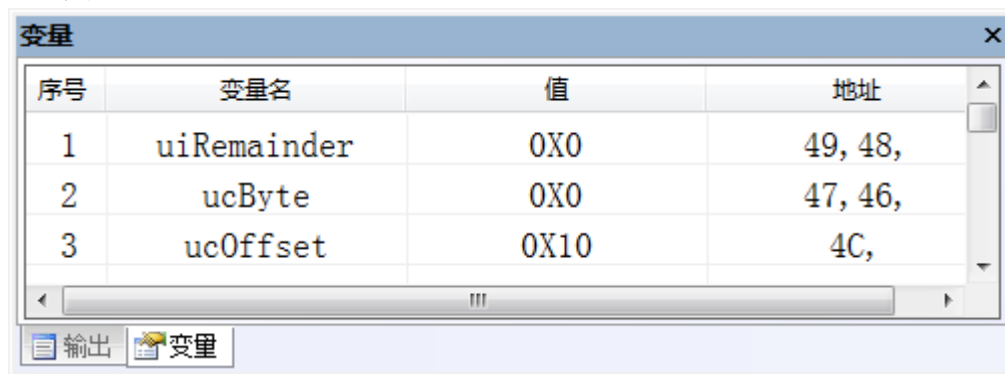 变量
序号 变量名 值 地址
1 uiRemainder 0X0 49, 48,
2 ucByte 0X0 47, 46,
3 ucOffset 0X10 4C,
输出 变量